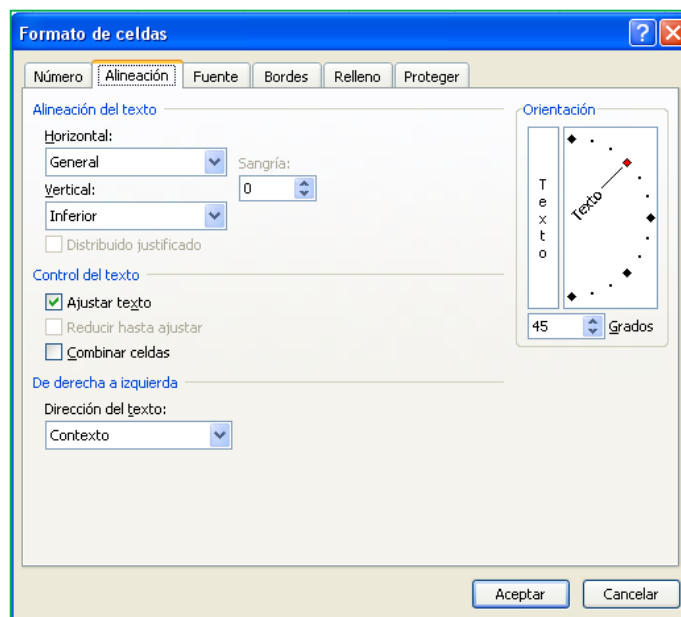 Formato de celdas
Número Alineación Fuente Bordes Relleno Proteger
Alineación del texto
Horizontal:
General
Sangría:
0
Vertical:
Inferior
Distribuido justificado
Control del texto
Ajustar texto
Reducir hasta ajustar
Combinar celdas
De derecha a izquierda
Dirección del texto:
Contexto
Orientación
Texto
Texto
45 Grados
Aceptar Cancelar